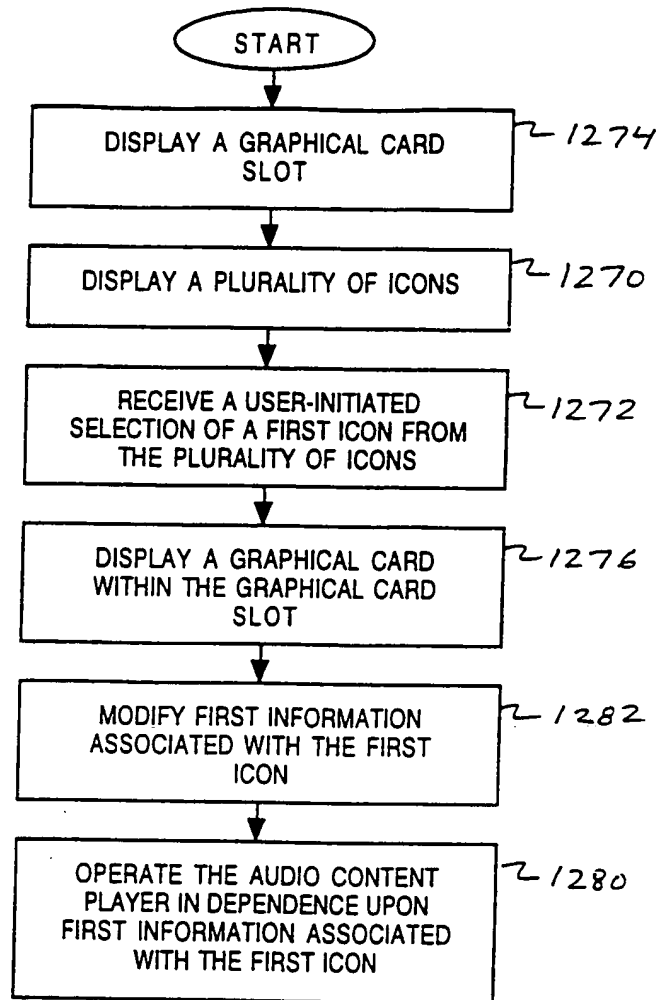 START
DISPLAY A GRAPHICAL CARD
SLOT
1274
DISPLAY A PLURALITY OF ICONS
1270
RECEIVE A USER-INITIATED
SELECTION OF A FIRST ICON FROM
THE PLURALITY OF ICONS
1272
DISPLAY A GRAPHICAL CARD
WITHIN THE GRAPHICAL CARD
SLOT
1276
MODIFY FIRST INFORMATION
ASSOCIATED WITH THE FIRST
ICON
1282
OPERATE THE AUDIO CONTENT
PLAYER IN DEPENDENCE UPON
FIRST INFORMATION ASSOCIATED
WITH THE FIRST ICON
1280